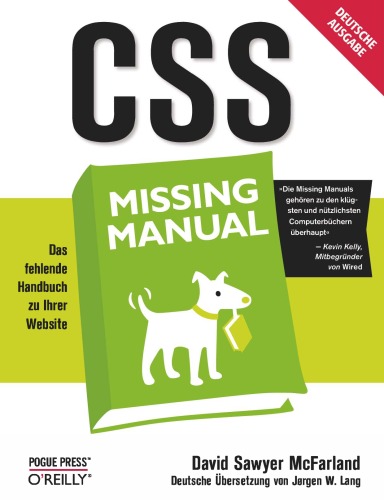 DEUTSCHE
AUSGABE
CSS
MISSING
MANUAL
»Die Missing Manuals
gehören zu den klüg-
sten und nützlichsten
Computerbüchern
überhaupt«
– Kevin Kelly,
Mitbegründer
von Wired
Das
fehlende
Handbuch
zu Ihrer
Website
POGUE PRESS™
O'REILLY®
David Sawyer McFarland
Deutsche Übersetzung von Jørgen W. Lang